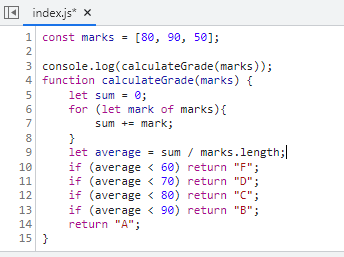 index.js*
1 const marks = [80, 90, 50];
2
3 console.log(calculateGrade(marks));
4 function calculateGrade(marks) {
5     let sum = 0;
6     for (let mark of marks){
7         sum += mark;
8     }
9     let average = sum / marks.length;
10     if (average < 60) return "F";
11     if (average < 70) return "D";
12     if (average < 80) return "C";
13     if (average < 90) return "B";
14     return "A";
15 }